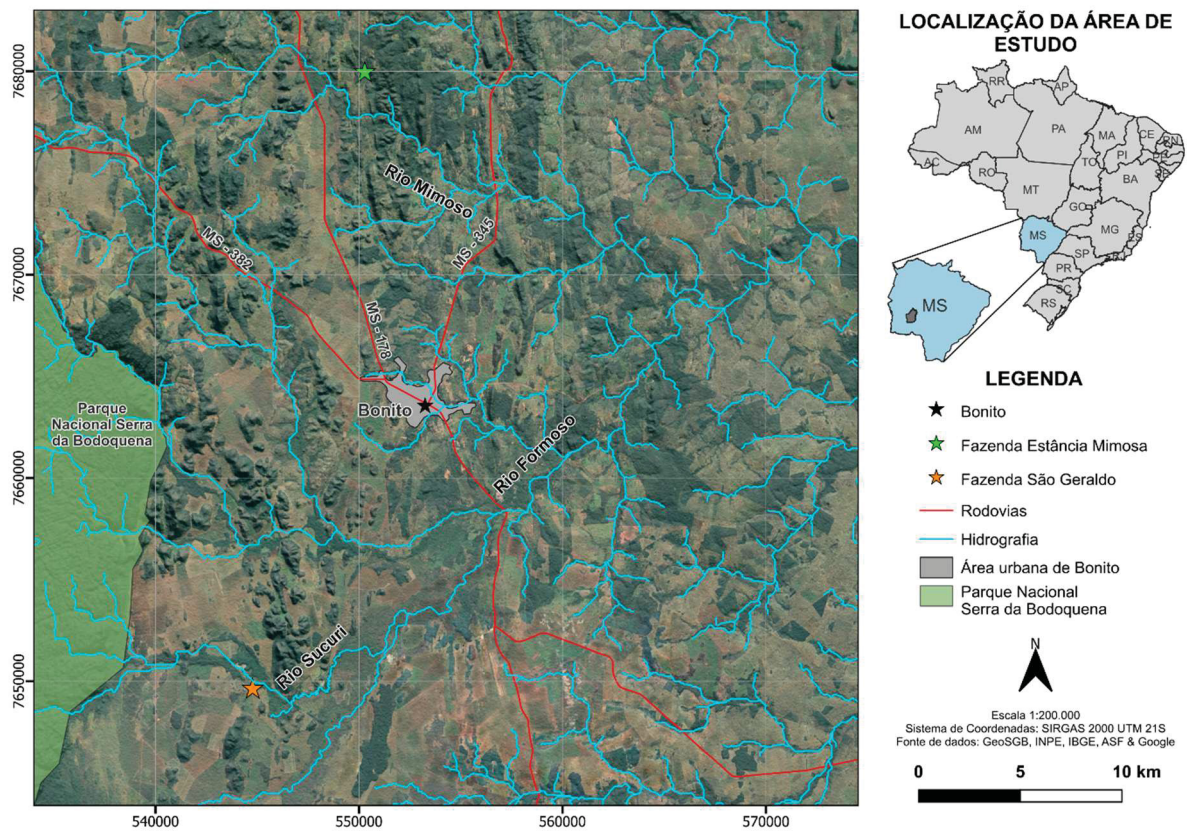 7680000
7670000
7660000
7650000
540000
550000
560000
570000
Rio Mimoso
MS - 382
MS - 345
MS - 178
Bonito
Parque
Nacional Serra
da Bodoquena
Rio Formoso
Rio Sucuri
LOCALIZAÇÃO DA ÁREA DE
ESTUDO
RR
AP
AM
PA
MA
CE
RN
PI
AC
TO
RO
BA
MT
GO
MG
MS
ES
SP
PR
SC
RS
MS
LEGENDA
Bonito
Fazenda Estância Mimosa
Fazenda São Geraldo
Rodovias
Hidrografia
Área urbana de Bonito
Parque Nacional
Serra da Bodoquena
N
Escala 1:200.000
Sistema de Coordenadas: SIRGAS 2000 UTM 21S
Fonte de dados: GeoSGB, INPE, IBGE, ASF & Google
0
5
10 km